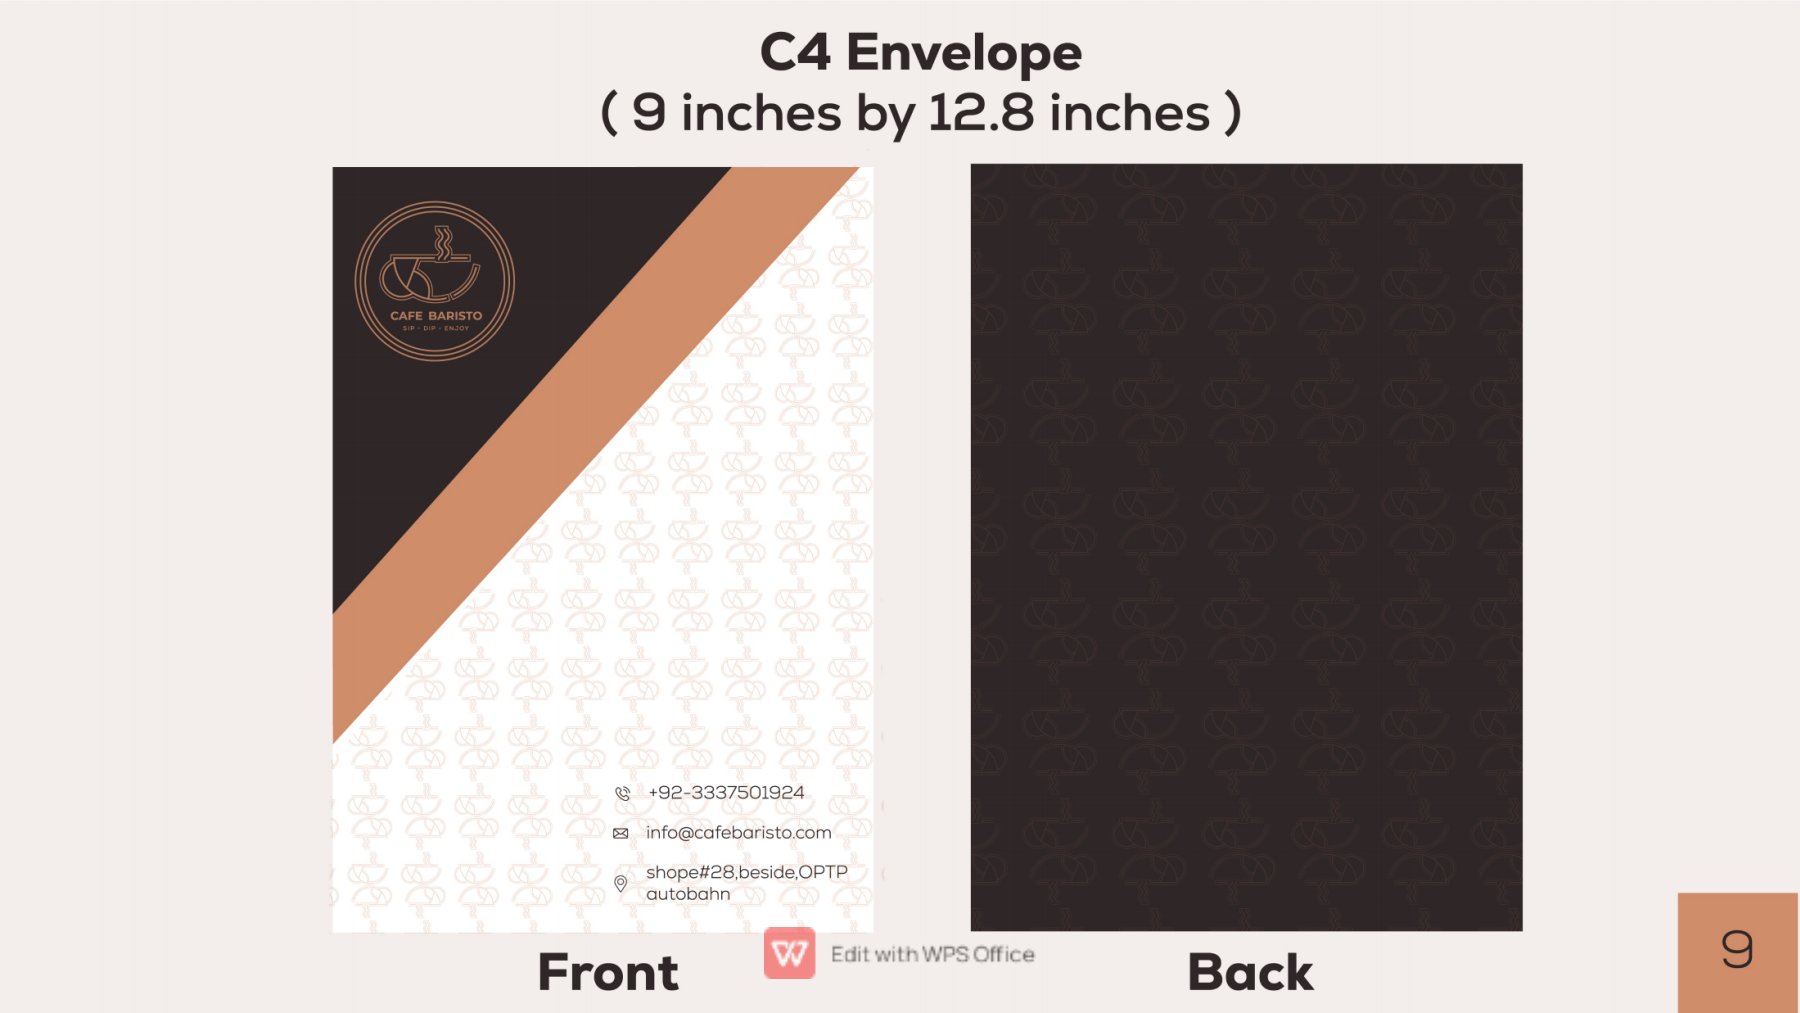 C4 Envelope
( 9 inches by 12.8 inches )
CAFE BARISTO
SIP - DIP - ENJOY
+92-3337501924
info@cafebaristo.com
shope#28,beside,OPTP
autobahn
Front
Edit with WPS Office
Back
9